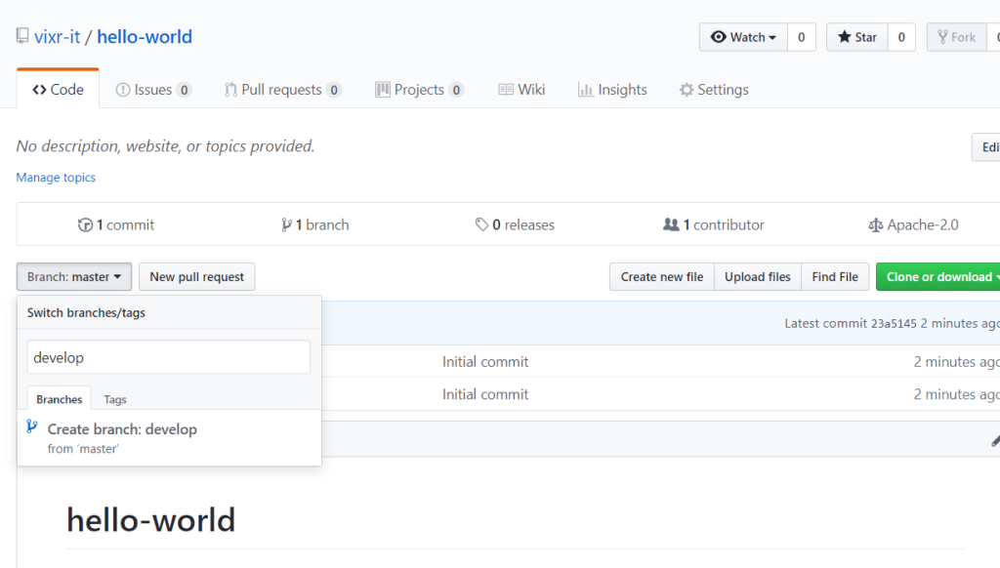 vixr-it / hello-world
Watch 0 Star 0 Fork
Code Issues 0 Pull requests 0 Projects 0 Wiki Insights Settings
No description, website, or topics provided.
Manage topics
1 commit 1 branch 0 releases 1 contributor Apache-2.0
Branch: master New pull request Create new file Upload files Find File Clone or download
Switch branches/tags
Latest commit 23a5145 2 minutes ago
develop
Initial commit 2 minutes ago
Initial commit 2 minutes ago
Branches Tags
Create branch: develop
from ‘master’
hello-world